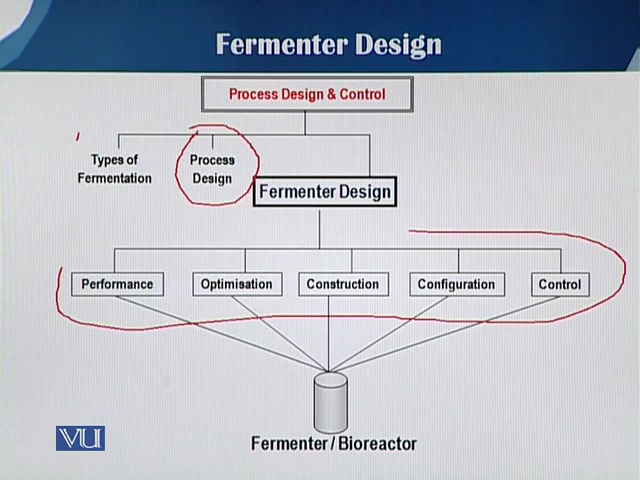 Fermenter Design
Process Design & Control
Types of
Fermentation
Process
Design
Fermenter Design
Performance
Optimisation
Construction
Configuration
Control
Fermenter / Bioreactor
VU